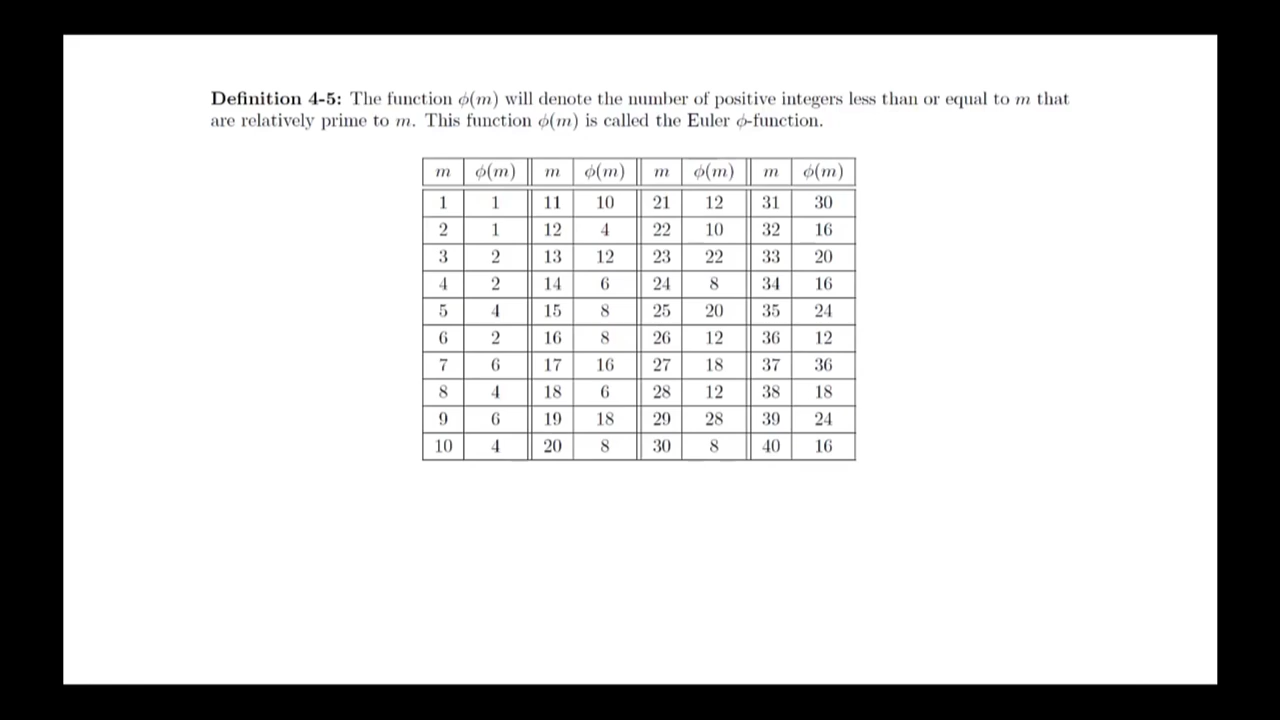 Definition 4-5: The function ϕ(m) will denote the number of positive integers less than or equal to m that
are relatively prime to m. This function ϕ(m) is called the Euler ϕ-function.
m ϕ(m) m ϕ(m) m ϕ(m) m ϕ(m)
1 1 11 10 21 12 31 30
2 1 12 4 22 10 32 16
3 2 13 12 23 22 33 20
4 2 14 6 24 8 34 16
5 4 15 8 25 20 35 24
6 2 16 8 26 12 36 12
7 6 17 16 27 18 37 36
8 4 18 6 28 12 38 18
9 6 19 18 29 28 39 24
10 4 20 8 30 8 40 16